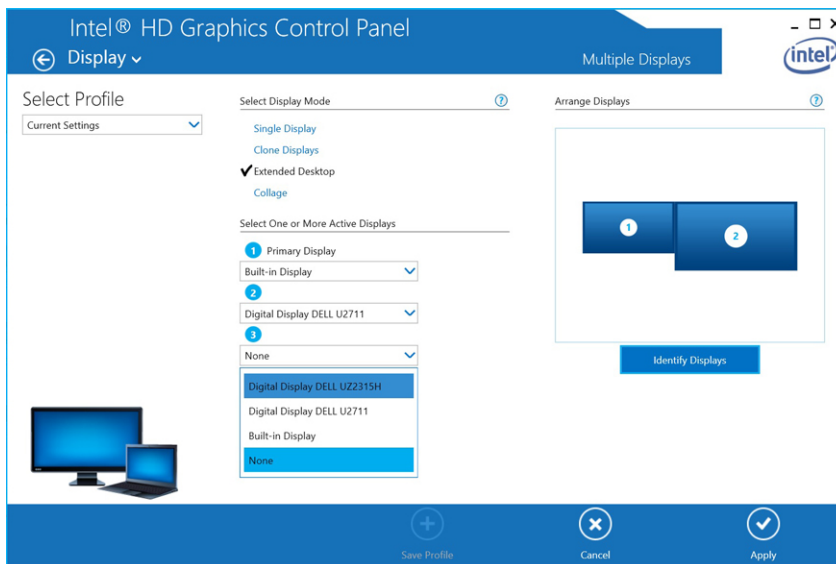 Intel® HD Graphics Control Panel
Display
Multiple Displays
intel
Select Profile
Current Settings
Select Display Mode
?
Single Display
Clone Displays
Extended Desktop
Collage
Select One or More Active Displays
1 Primary Display
Built-in Display
2
Digital Display DELL U2711
3
None
Digital Display DELL UZ2315H
Digital Display DELL U2711
Built-in Display
None
Arrange Displays
?
1
2
Identify Displays
Save Profile
Cancel
Apply